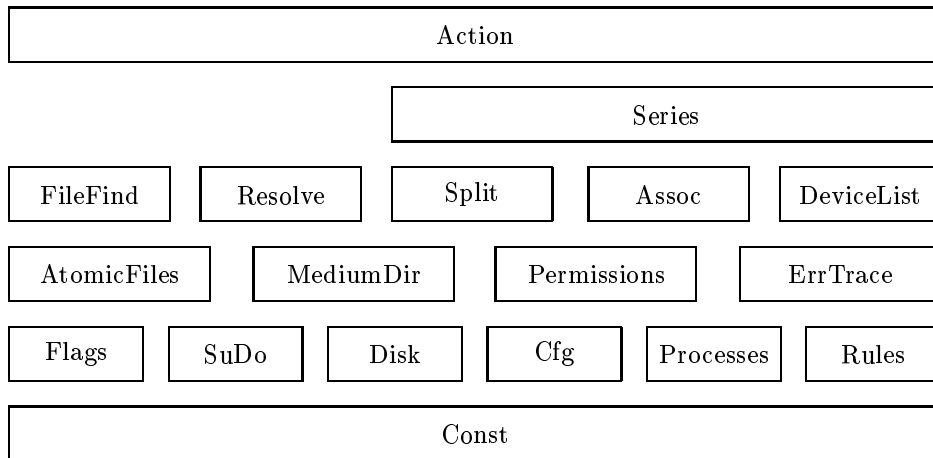 Action
Series
FileFind Resolve Split Assoc DeviceList
AtomicFiles MediumDir Permissions ErrTrace
Flags SuDo Disk Cfg Processes Rules
Const